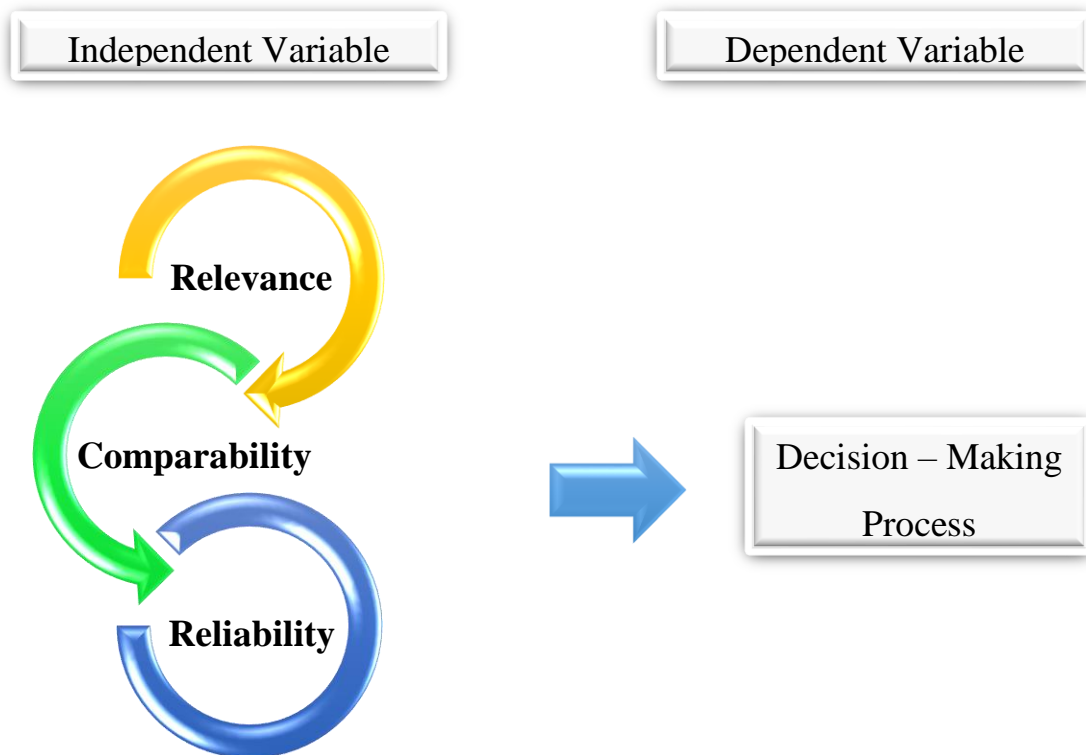 Independent Variable
Dependent Variable
Relevance
Comparability
Reliability
Decision – Making
Process